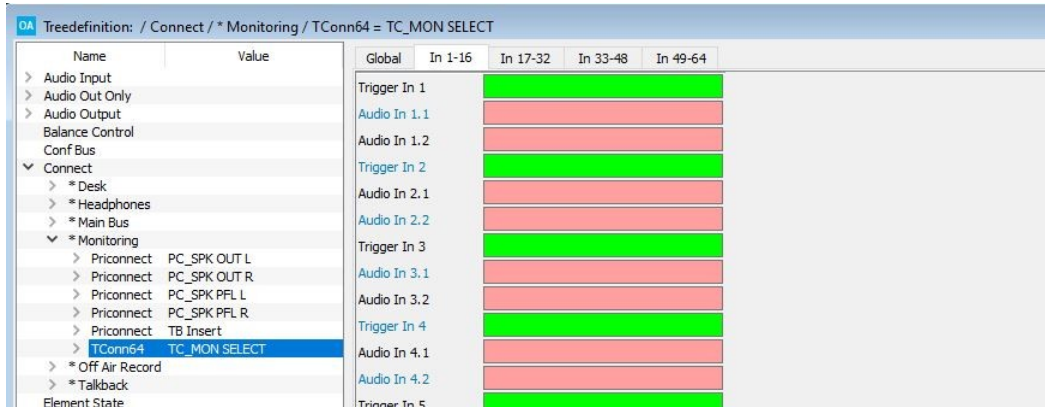 OA Treedefinition: / Connect / * Monitoring / TConn64 = TC_MON SELECT
Name Value
Audio Input
Audio Out Only
Audio Output
Balance Control
Conf Bus
Connect
* Desk
* Headphones
* Main Bus
* Monitoring
Priconnect PC_SPK OUT L
Priconnect PC_SPK OUT R
Priconnect PC_SPK PFL L
Priconnect PC_SPK PFL R
Priconnect TB Insert
TConn64 TC_MON SELECT
* Off Air Record
* Talkback
Element State
Global In 1-16 In 17-32 In 33-48 In 49-64
Trigger In 1
Audio In 1.1
Audio In 1.2
Trigger In 2
Audio In 2.1
Audio In 2.2
Trigger In 3
Audio In 3.1
Audio In 3.2
Trigger In 4
Audio In 4.1
Audio In 4.2
Trigger In 5